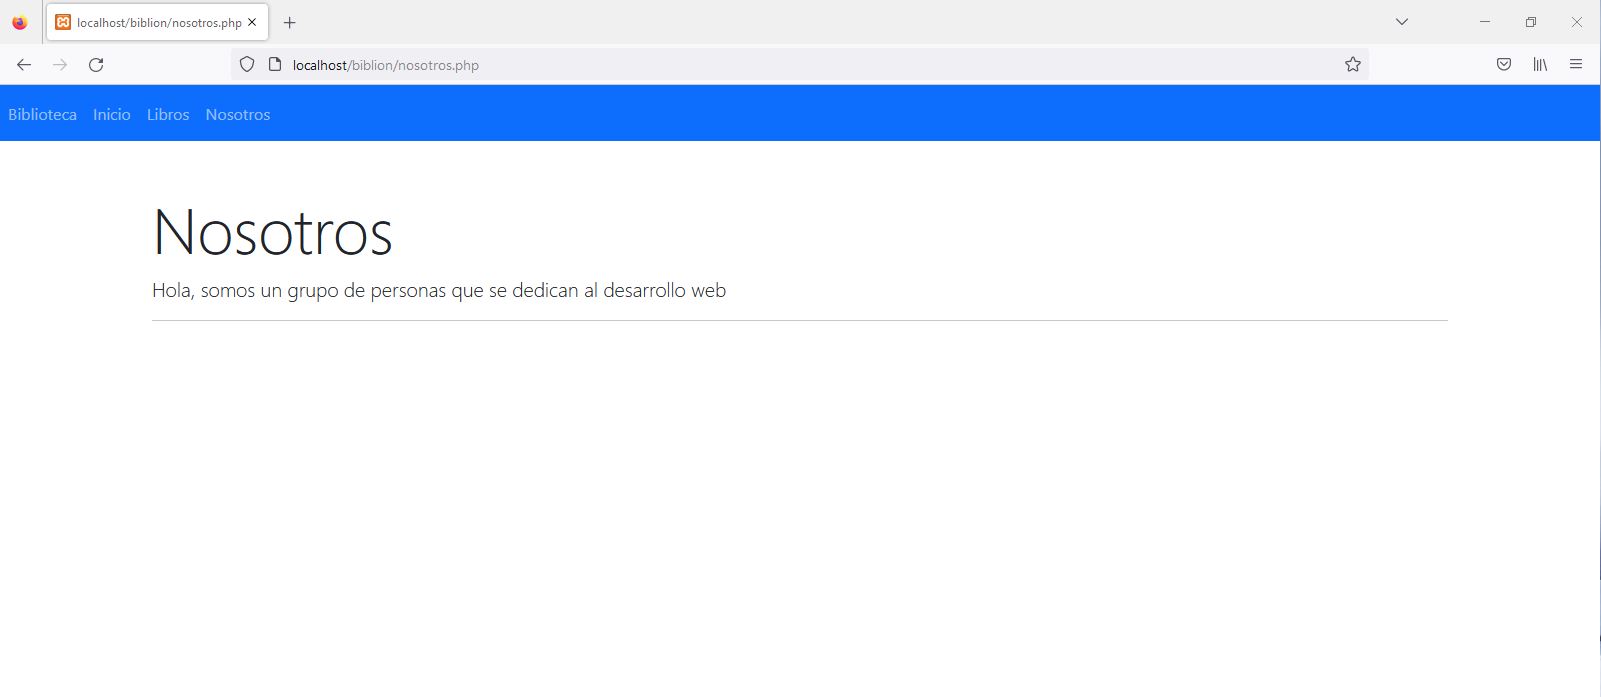 localhost/biblion/nosotros.php
localhost/biblion/nosotros.php
Biblioteca Inicio Libros Nosotros
Nosotros
Hola, somos un grupo de personas que se dedican al desarrollo web